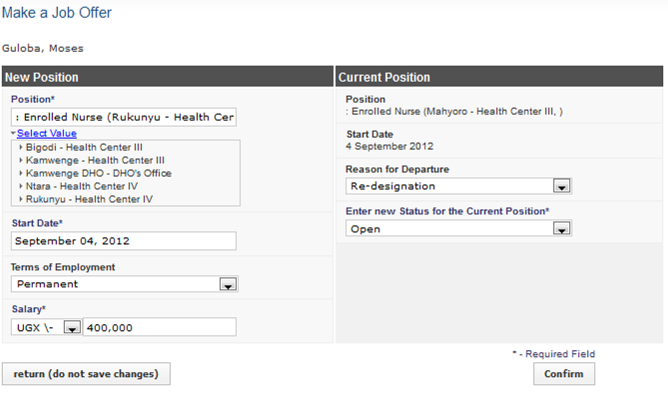 Make a Job Offer
Guloba, Moses
New Position
Position*
: Enrolled Nurse (Rukunyu - Health Cer
Select Value
Bigodi - Health Center III
Kamwenge - Health Center III
Kamwenge DHO - DHO's Office
Ntara - Health Center IV
Rukunyu - Health Center IV
Start Date*
September 04, 2012
Terms of Employment
Permanent
Salary*
UGX \- 400,000
Current Position
Position
: Enrolled Nurse (Mahyoro - Health Center III, )
Start Date
4 September 2012
Reason for Departure
Re-designation
Enter new Status for the Current Position*
Open
* - Required Field
return (do not save changes)
Confirm